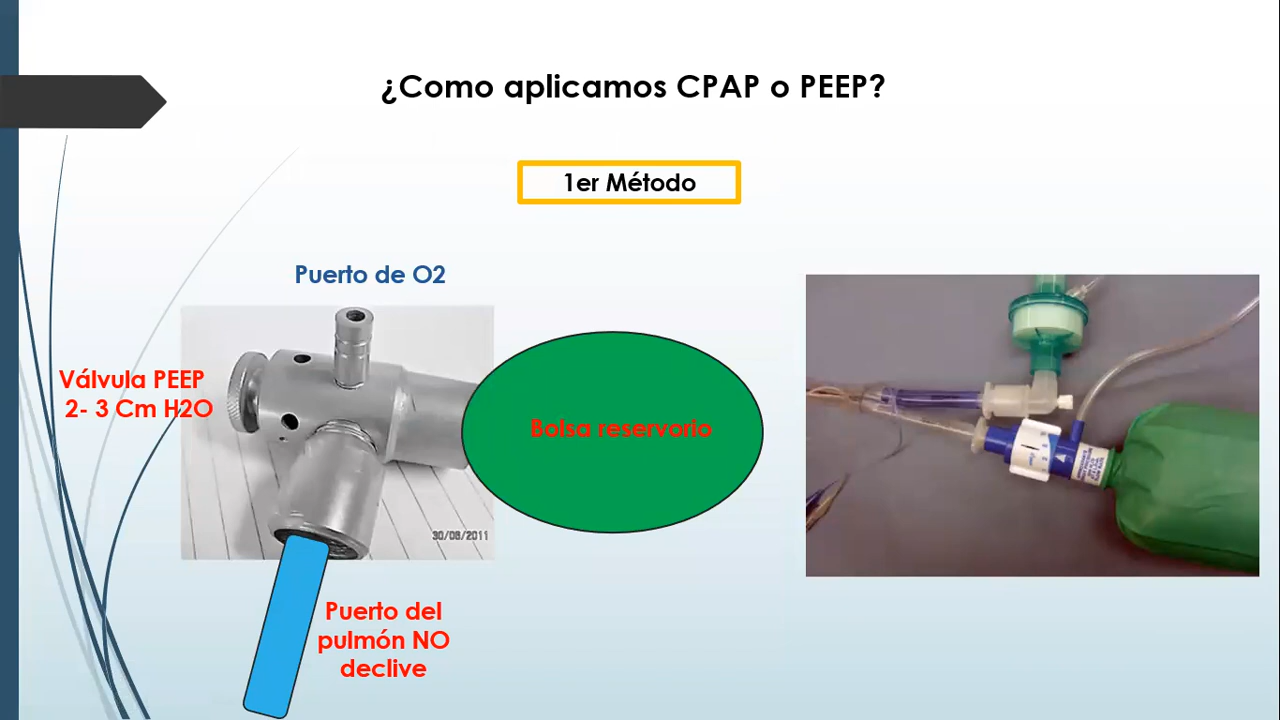 ¿Como aplicamos CPAP o PEEP?
1er Método
Puerto de O2
Válvula PEEP
2- 3 Cm H2O
Bolsa reservorio
30/08/2011
Puerto del
pulmón NO
declive